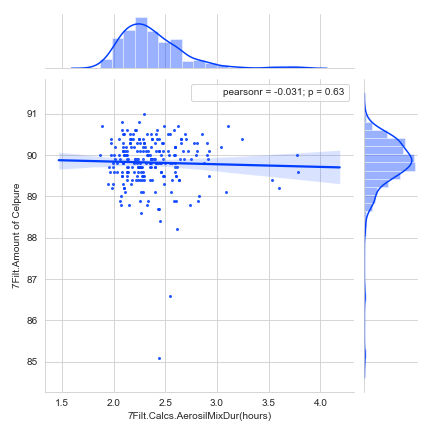 pearsonr = -0.031; p = 0.63
91
90
89
88
87
86
85
7Filt.Amount of Celpure
1.5 2.0 2.5 3.0 3.5 4.0
7Filt.Calcs.AerosilMixDur(hours)